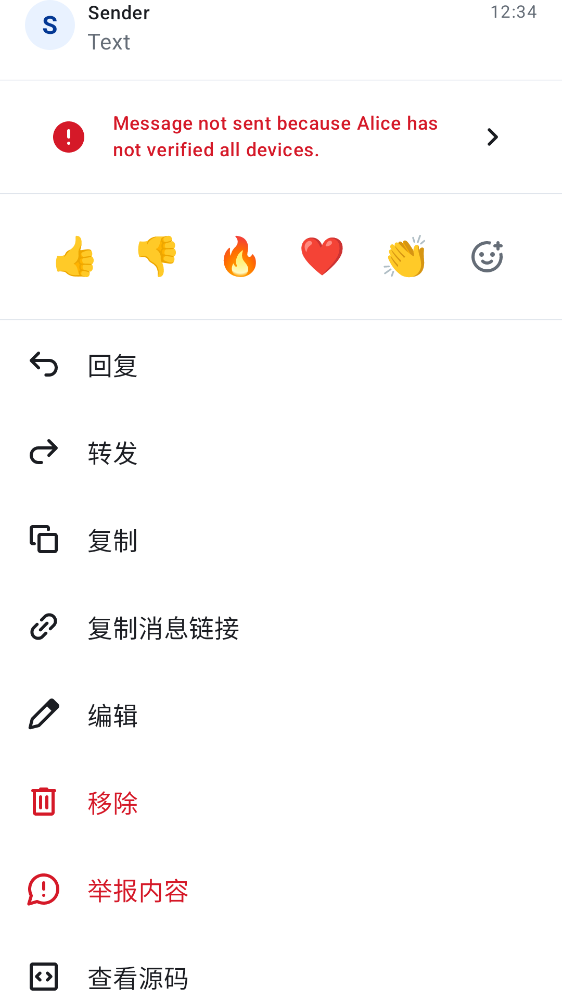 S
Sender
12:34
Text
Message not sent because Alice has
not verified all devices.
回复
转发
复制
复制消息链接
编辑
移除
举报内容
查看源码